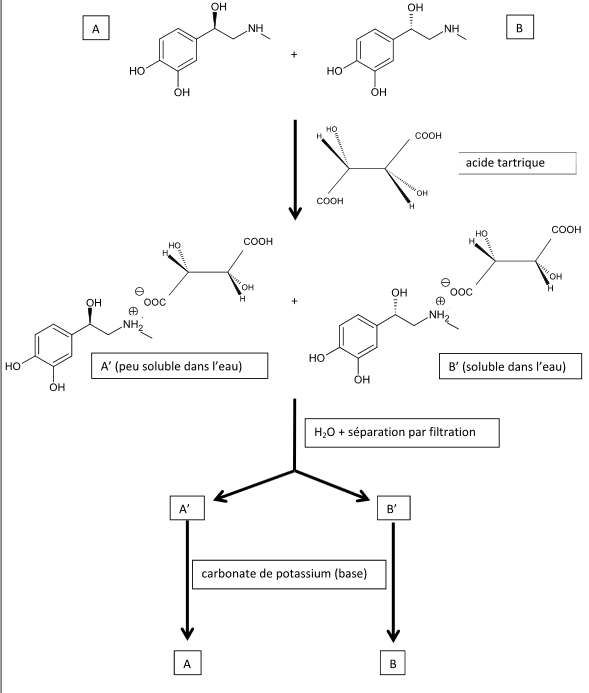 A
OH
NH
HO
OH
+
OH
NH
HO
OH
B
HO
H
COOH
COOH
OH
H
acide tartrique
HO
H
COOH
OH
H
⊖
OOC
OH
⊕
NH2
HO
OH
A’ (peu soluble dans l’eau)
+
HO
H
COOH
OH
H
⊖
OOC
OH
⊕
NH2
HO
OH
B’ (soluble dans l’eau)
H2O + séparation par filtration
A’
B’
carbonate de potassium (base)
A
B